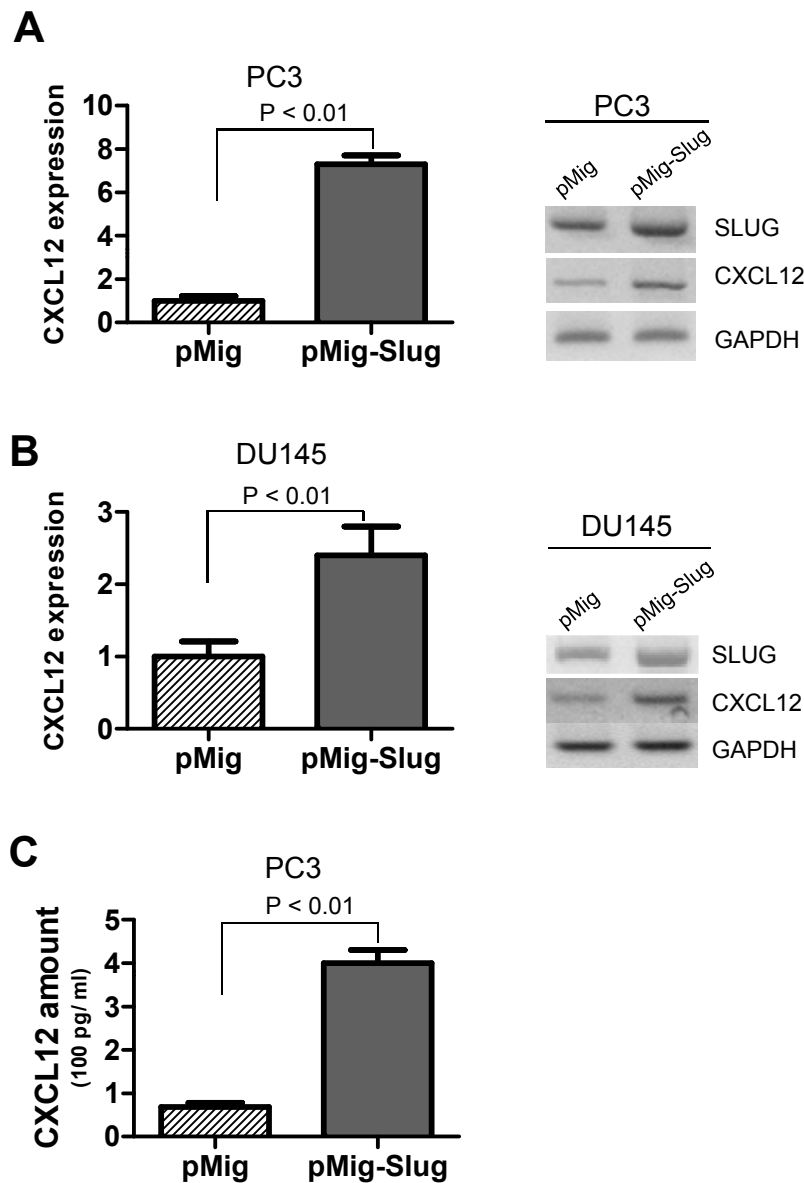 A
PC3
P < 0.01
CXCL12 expression
10
8
6
4
2
0
pMig
pMig-Slug
PC3
pMig
pMig-Slug
SLUG
CXCL12
GAPDH
B
DU145
P < 0.01
CXCL12 expression
3
2
1
0
pMig
pMig-Slug
DU145
pMig
pMig-Slug
SLUG
CXCL12
GAPDH
C
PC3
P < 0.01
CXCL12 amount
(100 pg/ ml)
5
4
3
2
1
0
pMig
pMig-Slug